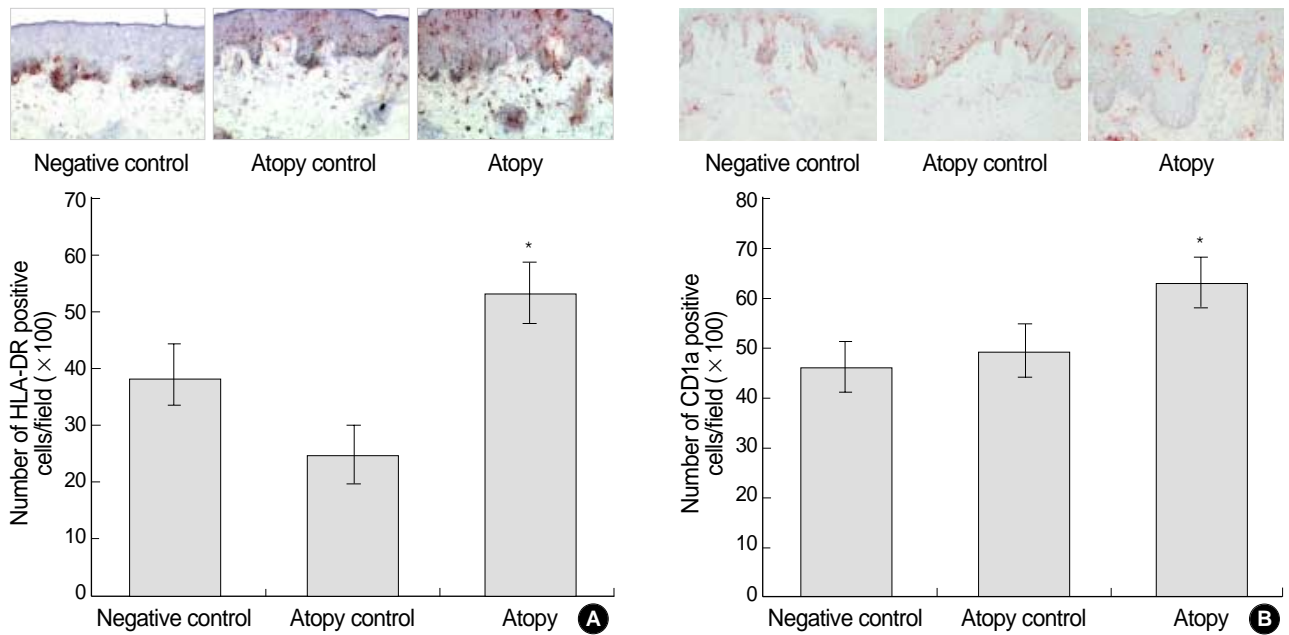 Negative control
Atopy control
Atopy
Number of HLA-DR positive
cells/field (×100)
70
60
50
40
30
20
10
0
*
Negative control
Atopy control
Atopy
A
Negative control
Atopy control
Atopy
Number of CD1a positive
cells/field (×100)
80
70
60
50
40
30
20
10
0
*
Negative control
Atopy control
Atopy
B